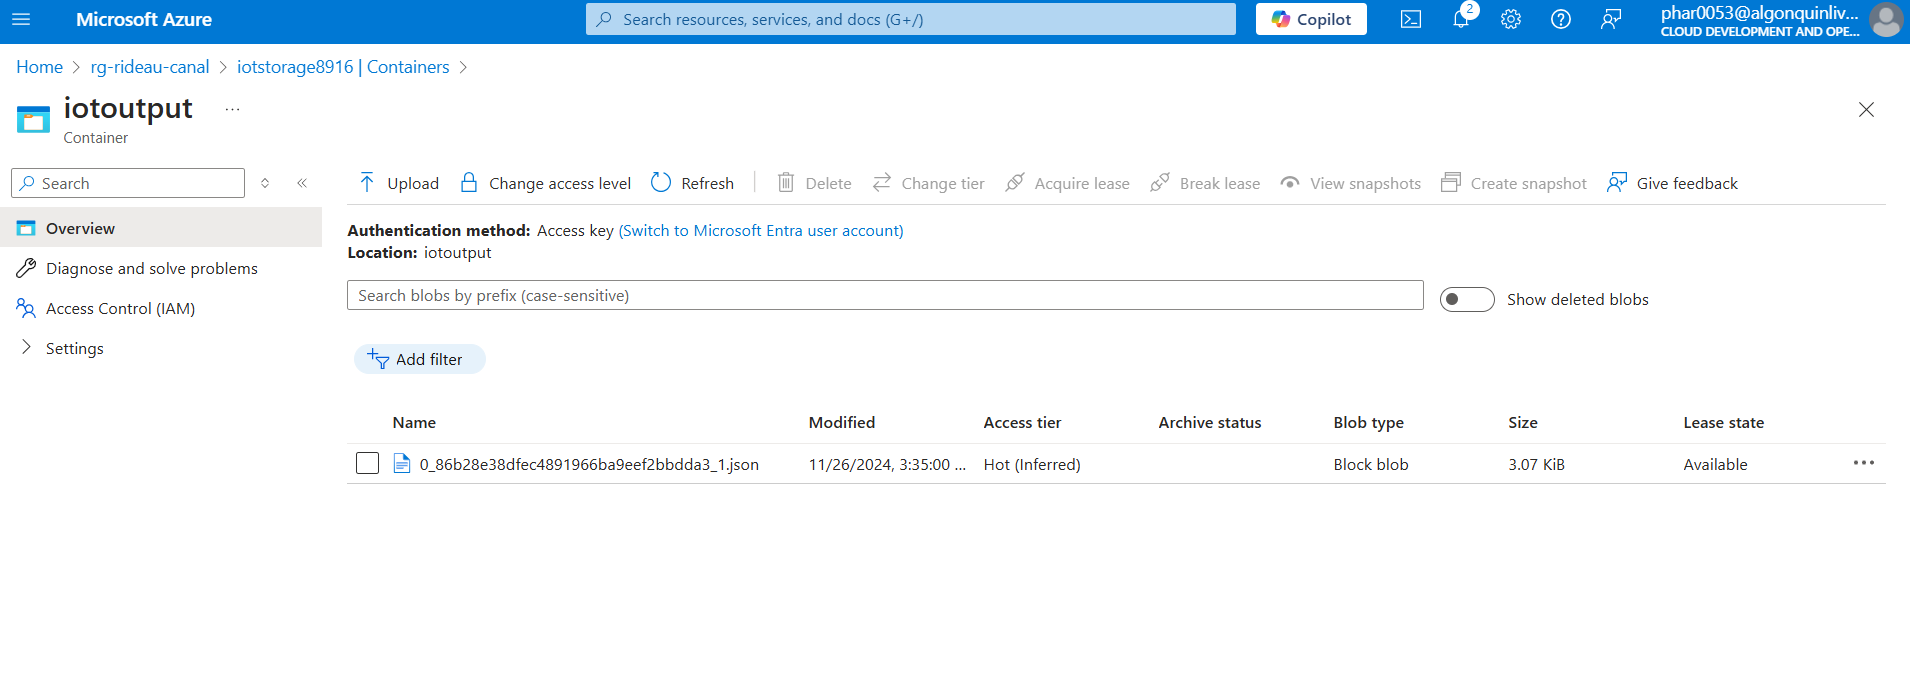 Microsoft Azure
Search resources, services, and docs (G+/)
Copilot
2
phar0053@algonquinliv...
CLOUD DEVELOPMENT AND OPE...
Home > rg-rideau-canal > iotstorage8916 | Containers >
iotoutput ...
Container
Search
Overview
Diagnose and solve problems
Access Control (IAM)
Settings
Upload Change access level Refresh Delete Change tier Acquire lease Break lease View snapshots Create snapshot Give feedback
Authentication method: Access key (Switch to Microsoft Entra user account)
Location: iotoutput
Search blobs by prefix (case-sensitive)
Show deleted blobs
Add filter
Name Modified Access tier Archive status Blob type Size Lease state
0_86b28e38dfec4891966ba9eef2bbdda3_1.json 11/26/2024, 3:35:00 ... Hot (Inferred) Block blob 3.07 KiB Available ...